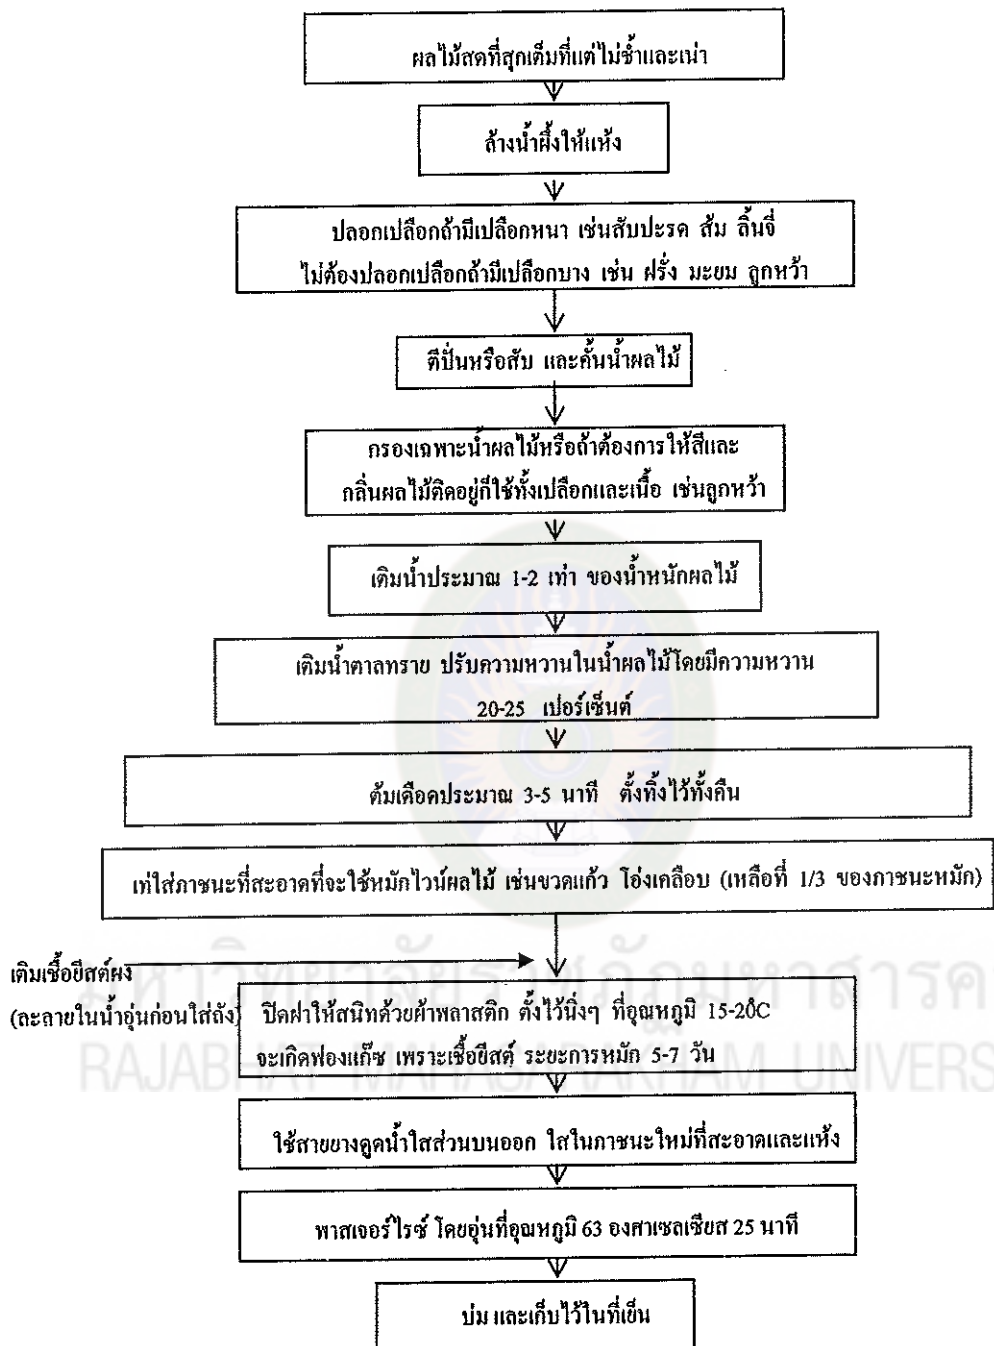 ผลไม้สดที่สุกเต็มที่แต่ไม่ช้ำและเน่า
ล้างน้ำผึ้งให้แห้ง
ปลอกเปลือกถ้ามีเปลือกหนา เช่นสับปะรด ส้ม ลิ้นจี่
ไม่ต้องปลอกเปลือกถ้ามีเปลือกบาง เช่น ฝรั่ง มะยม ลูกหว้า
ตีปั่นหรือสับ และคั้นน้ำผลไม้
กรองเฉพาะน้ำผลไม้หรือถ้าต้องการให้สีและ
กลิ่นผลไม้ติดอยู่ก็ใช้ทั้งเปลือกและเนื้อ เช่นลูกหว้า
เติมน้ำประมาณ 1-2 เท่า ของน้ำหนักผลไม้
เติมน้ำตาลทราย ปรับความหวานในน้ำผลไม้โดยมีความหวาน
20-25 เปอร์เซ็นต์
ต้มเดือดประมาณ 3-5 นาที ตั้งทิ้งไว้ทั้งคืน
เทใส่ภาชนะที่สะอาดที่จะใช้หมักไวน์ผลไม้ เช่นขวดแก้ว โอ่งเคลือบ (เหลือที่ 1/3 ของภาชนะหมัก)
เติมเชื้อยีสต์ผง
(ละลายในน้ำอุ่นก่อนใส่ถัง)
ปิดฝาให้สนิทด้วยผ้าพลาสติก ตั้งไว้นิ่งๆ ที่อุณหภูมิ 15-20̊C
จะเกิดฟองแก๊ซ เพราะเชื้อยีสต์ ระยะการหมัก 5-7 วัน
ใช้สายยางดูดน้ำใสส่วนบนออก ใสในภาชนะใหม่ที่สะอาดและแห้ง
พาสเจอร์ไรซ์ โดยอุ่นที่อุณหภูมิ 63 องศาเซลเซียส 25 นาที
บ่ม และเก็บไว้ในที่เย็น
มหาวิทยาลัยราชภัฏมหาสารค
RAJABHAT MAHASARAKHAM UNIVERS